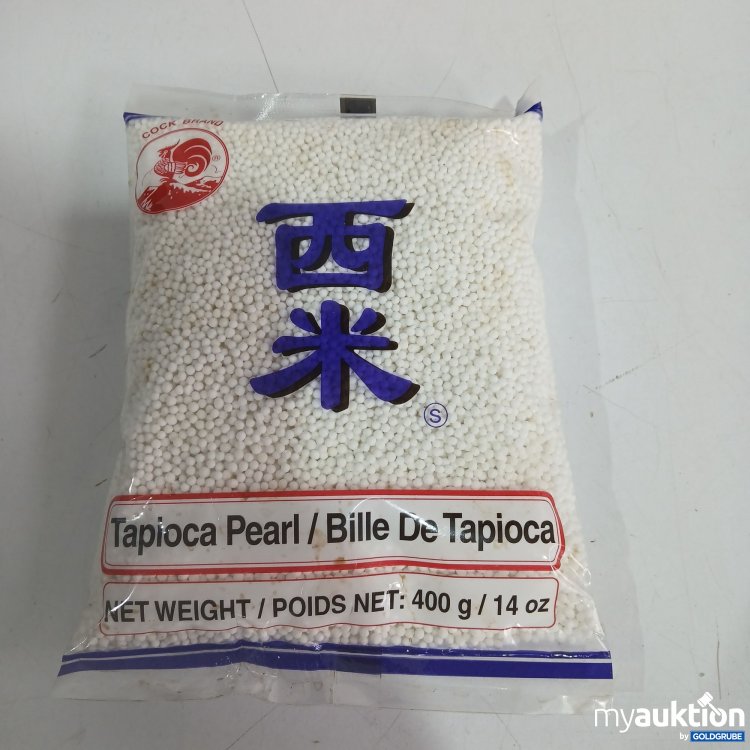 COCK BRAND
®
西
米
S
Tapioca Pearl / Bille De Tapioca
NET WEIGHT / POIDS NET: 400 g / 14 oz
myauktion
by GOLDGRUBE